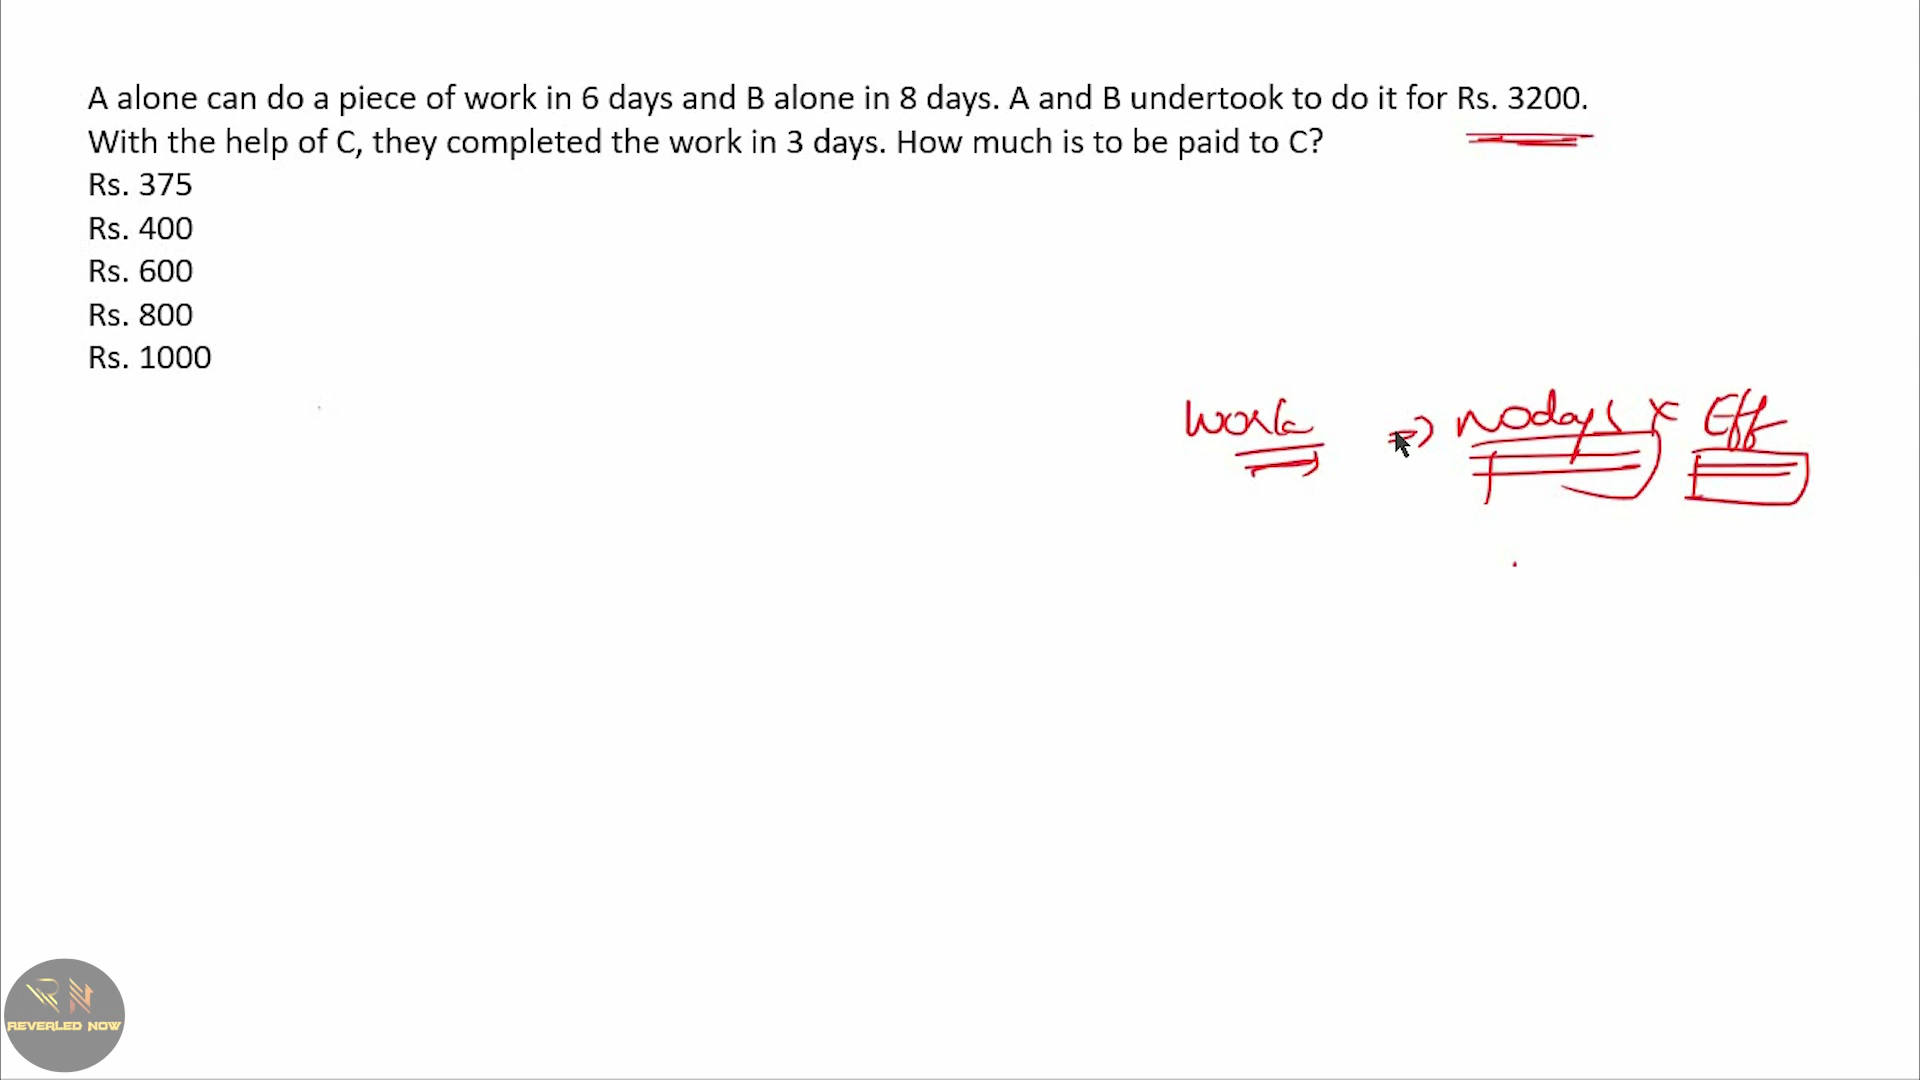 A alone can do a piece of work in 6 days and B alone in 8 days. A and B undertook to do it for Rs. 3200.
With the help of C, they completed the work in 3 days. How much is to be paid to C?
Rs. 375
Rs. 400
Rs. 600
Rs. 800
Rs. 1000
Work => No days × Eff
RN
REVERLED NOW